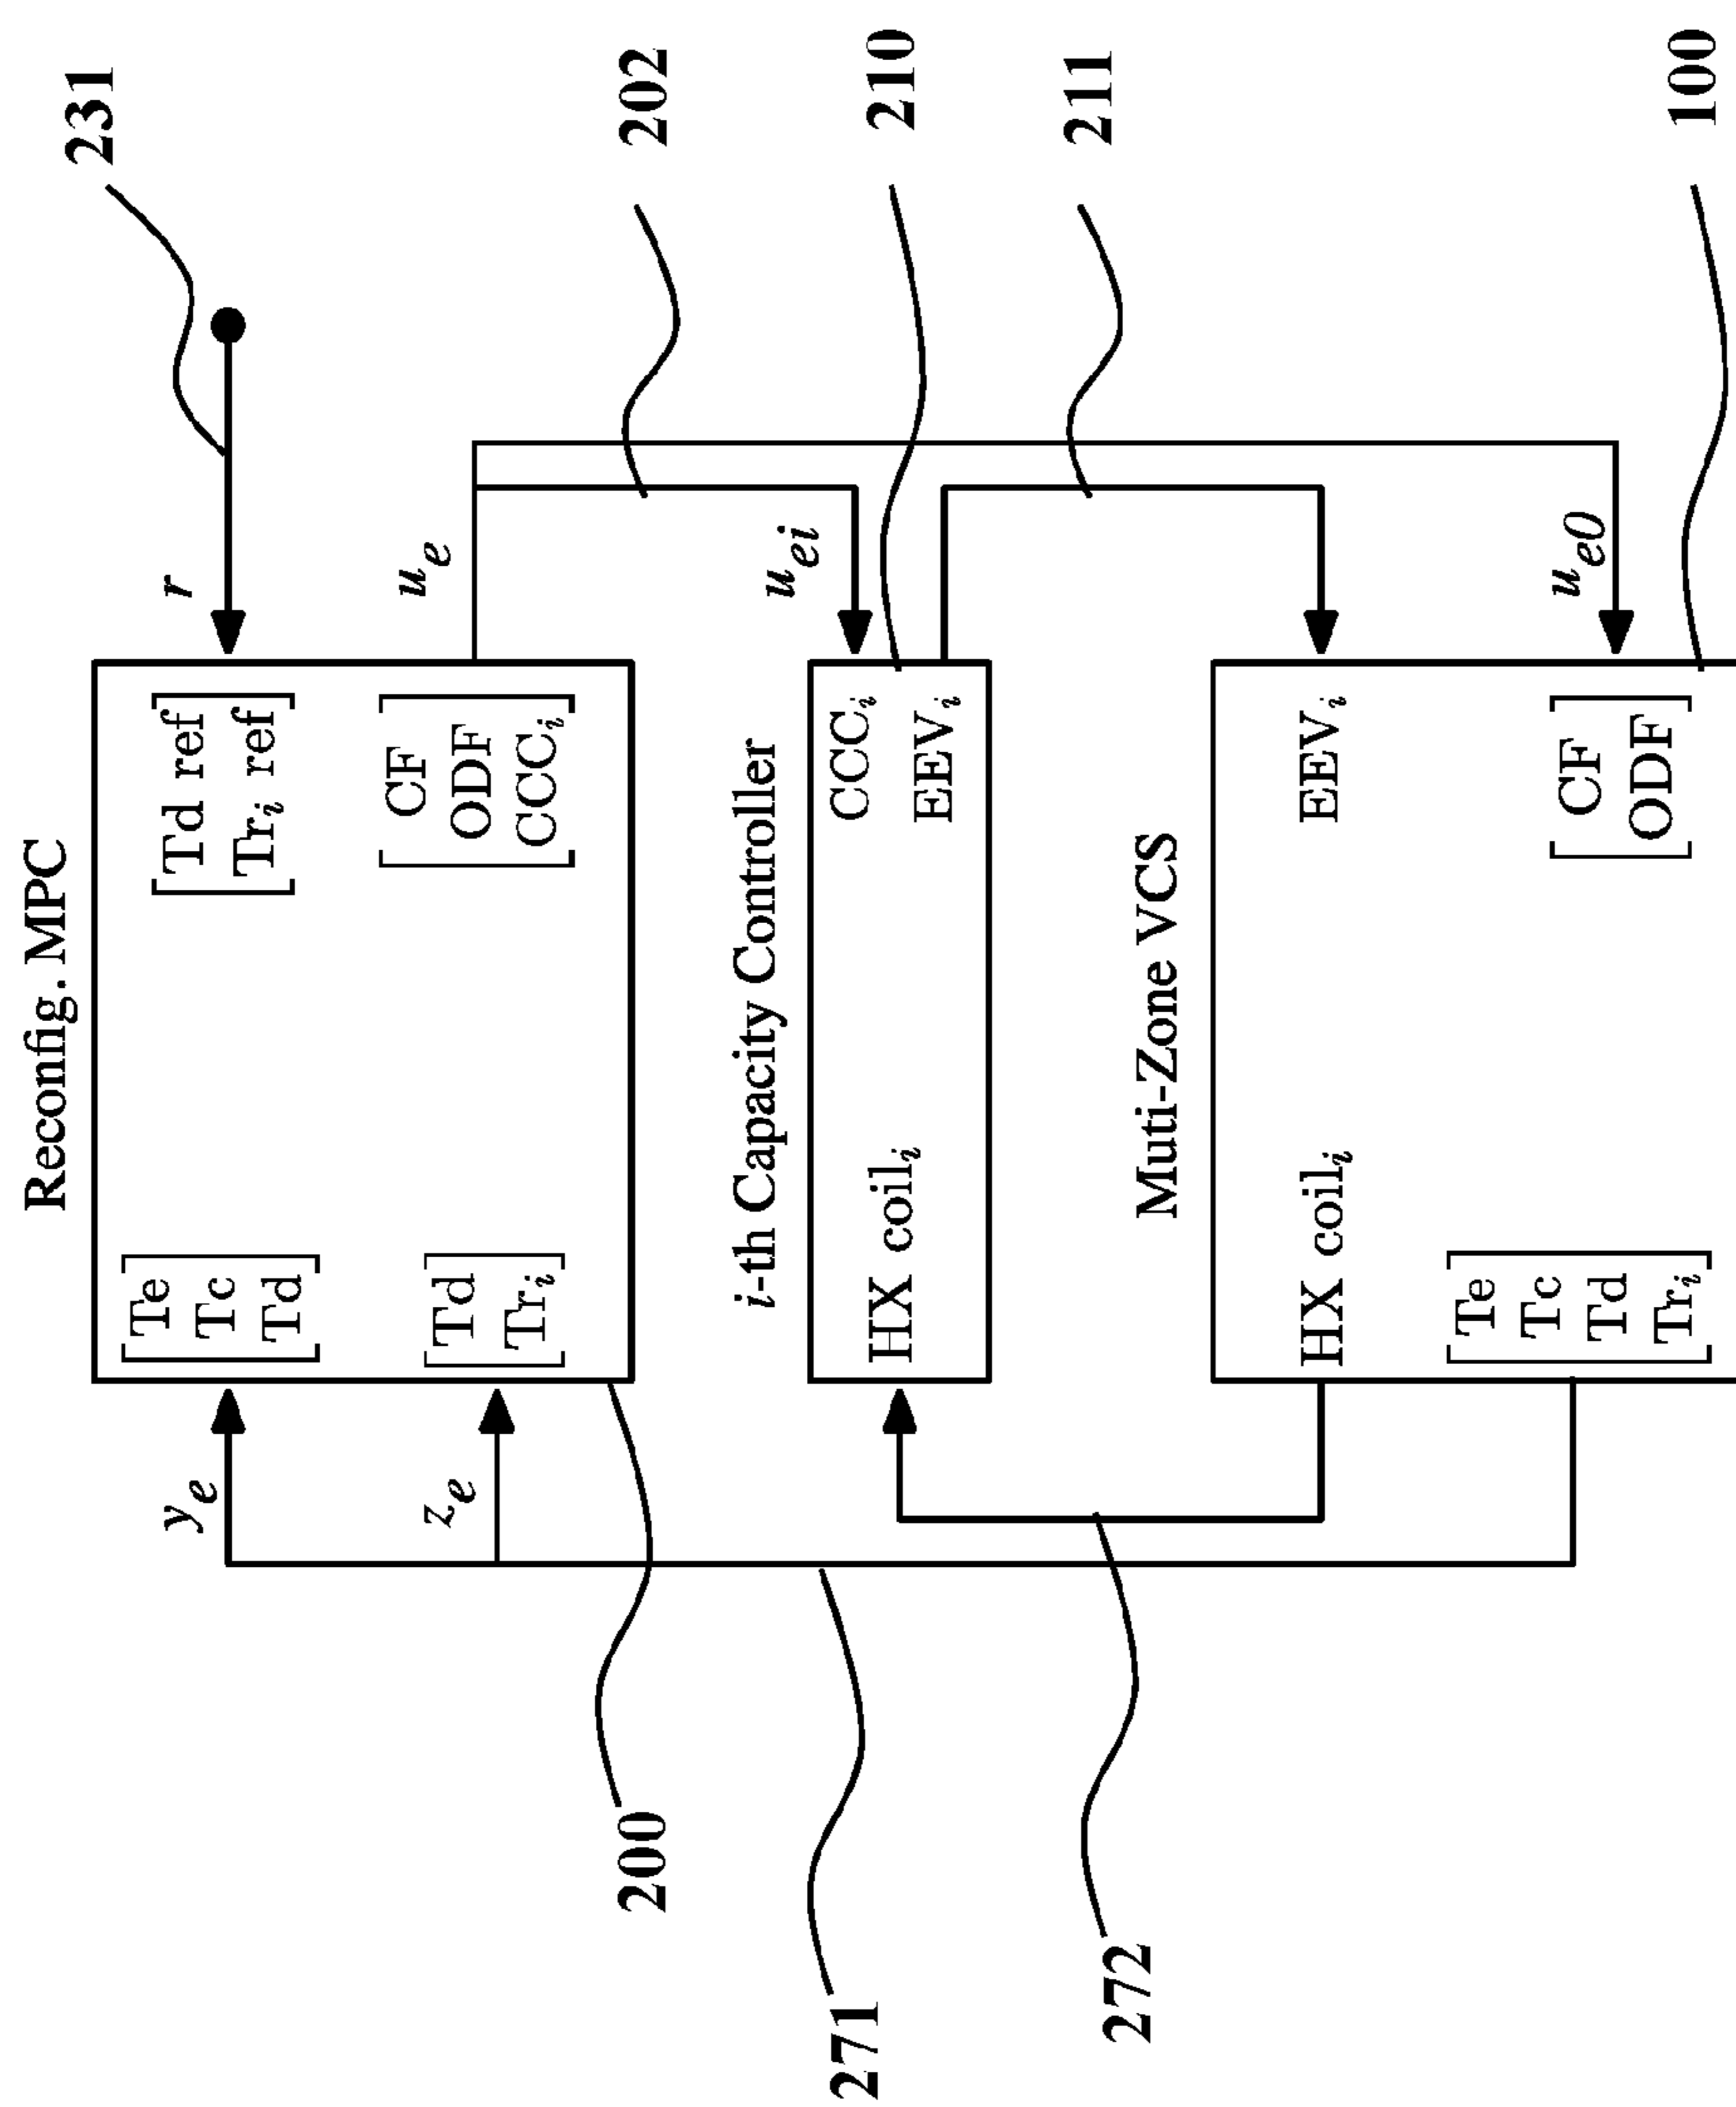 Reconfig. MPC
231
r
[Td ref
Tr_i ref]
[Te
Tc
Td]
y_e
[CF
ODF
CCC_i]
u_e
[Td
Tr_i]
z_e
200
202
i-th Capacity Controller
u_ei
CCC_i
EEV_i
HX coil_i
210
271
Muti-Zone VCS
211
EEV_i
HX coil_i
272
u_e0
[CF
ODF]
[Te
Tc
Td
Tr_i]
100